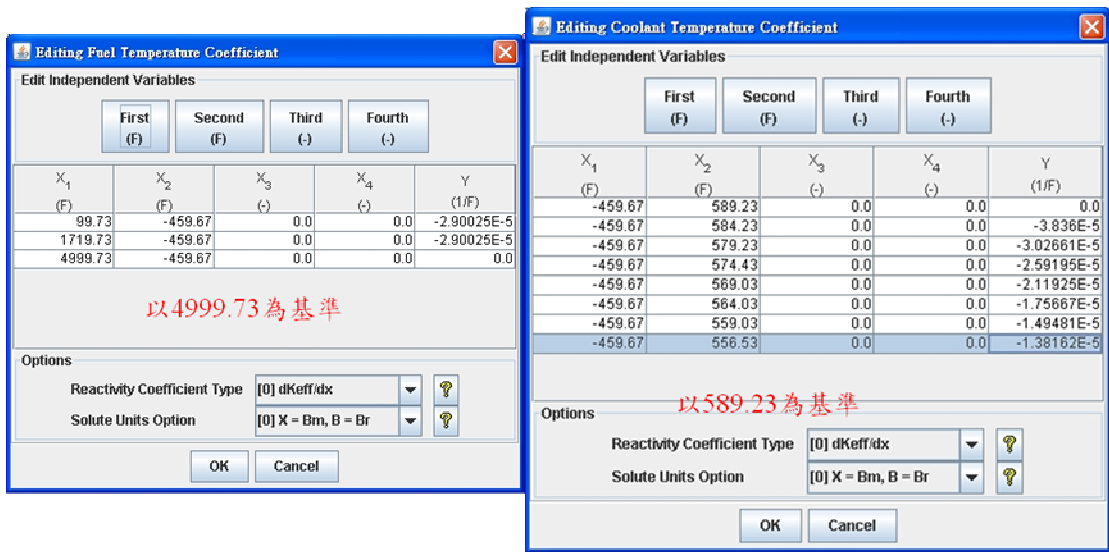 Editing Fuel Temperature Coefficient
Edit Independent Variables
First (F) Second (F) Third (-) Fourth (-)
X1 (F) X2 (F) X3 (-) X4 (-) Y (1/F)
99.73 -459.67 0.0 0.0 -2.90025E-5
1719.73 -459.67 0.0 0.0 -2.90025E-5
4999.73 -459.67 0.0 0.0 0.0
以4999.73為基準
Options
Reactivity Coefficient Type [0] dKeff/dx ?
Solute Units Option [0] X = Bm, B = Br ?
OK Cancel
Editing Coolant Temperature Coefficient
Edit Independent Variables
First (F) Second (F) Third (-) Fourth (-)
X1 (F) X2 (F) X3 (-) X4 (-) Y (1/F)
-459.67 589.23 0.0 0.0 0.0
-459.67 584.23 0.0 0.0 -3.836E-5
-459.67 579.23 0.0 0.0 -3.02661E-5
-459.67 574.43 0.0 0.0 -2.59195E-5
-459.67 569.03 0.0 0.0 -2.11925E-5
-459.67 564.03 0.0 0.0 -1.75667E-5
-459.67 559.03 0.0 0.0 -1.49481E-5
-459.67 556.53 0.0 0.0 -1.38162E-5
以589.23為基準
Options
Reactivity Coefficient Type [0] dKeff/dx ?
Solute Units Option [0] X = Bm, B = Br ?
OK Cancel